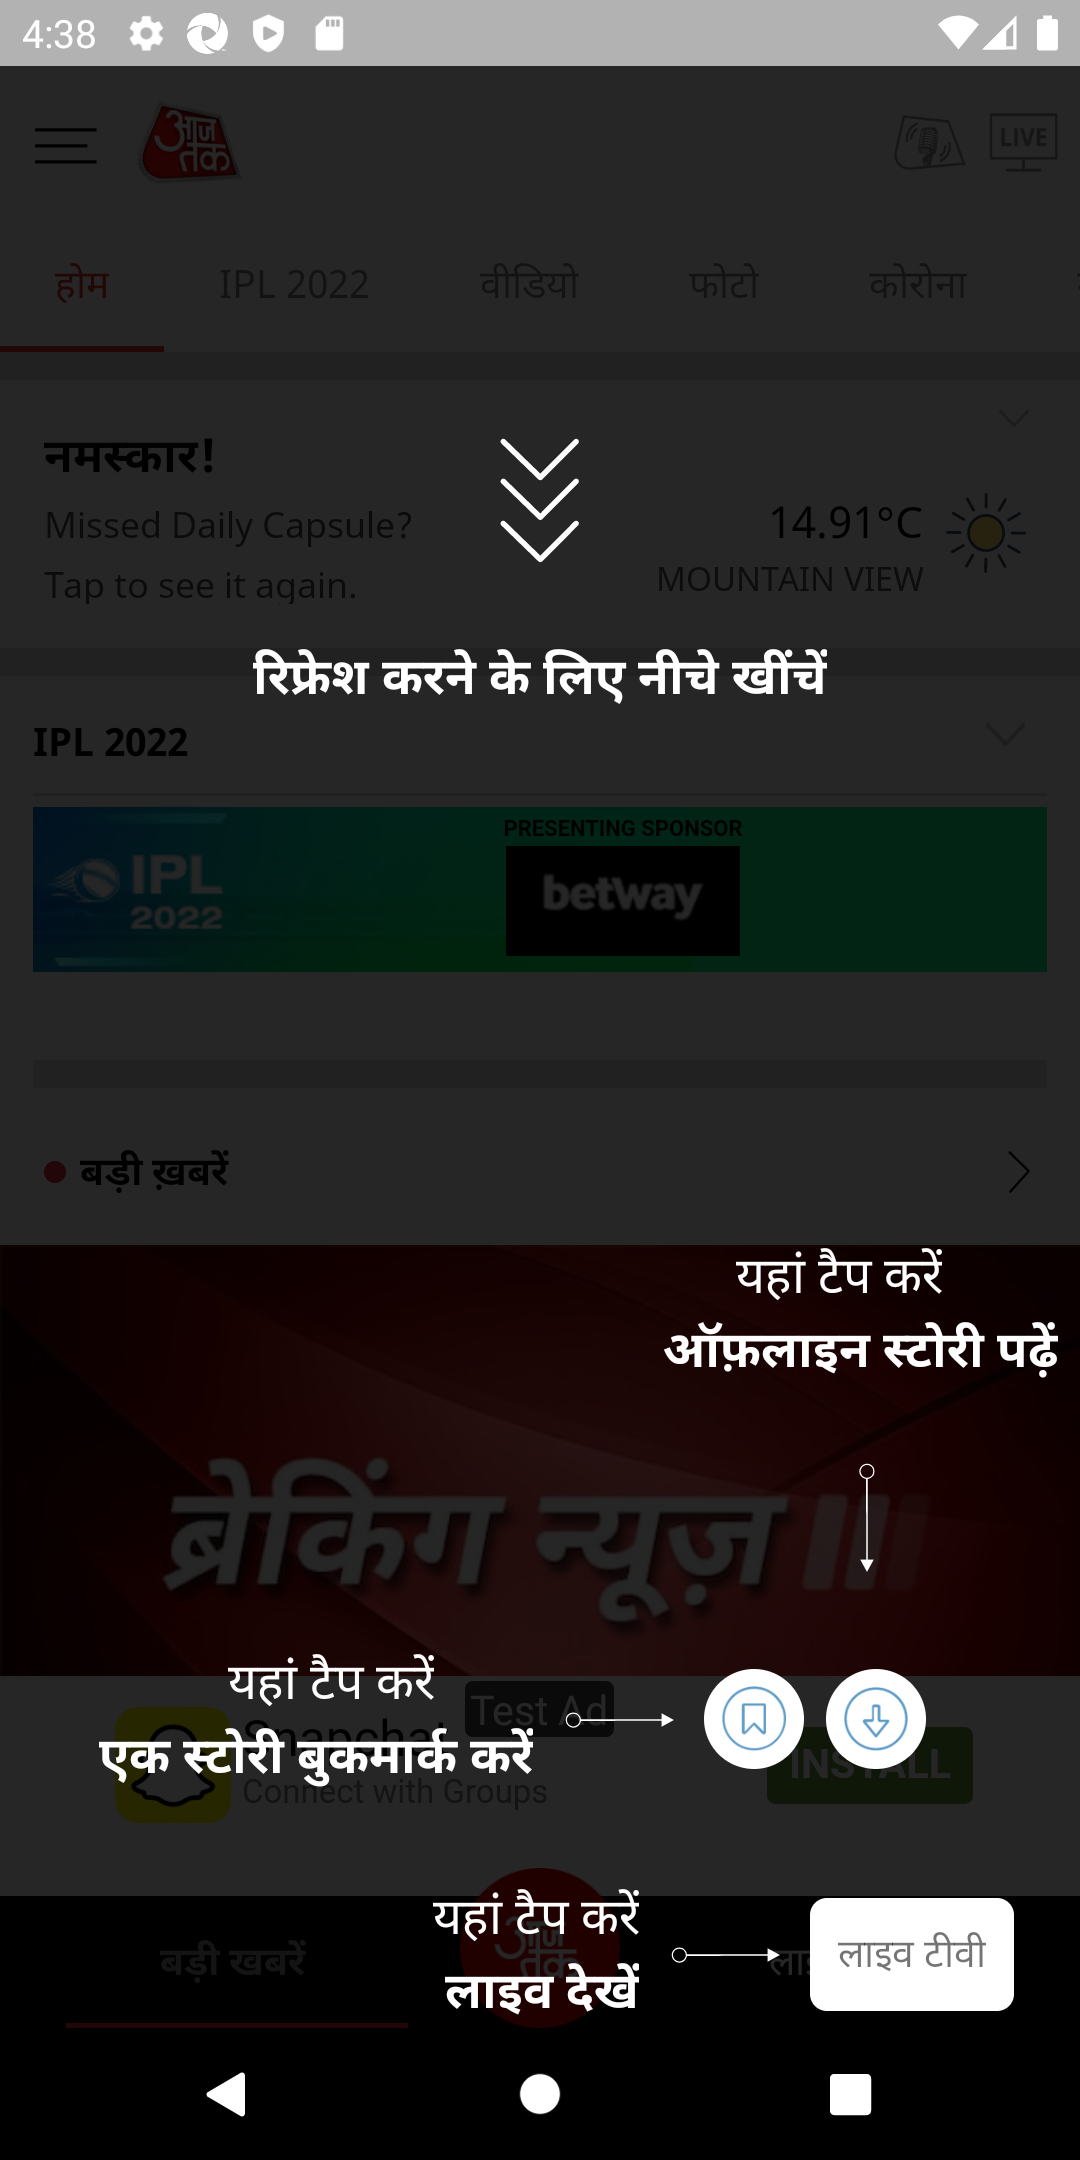 4:38
आज
तक
LIVE
होम IPL 2022 वीडियो फोटो कोरोना
नमस्कार!
Missed Daily Capsule?
14.91°C
Tap to see it again.
MOUNTAIN VIEW
रिफ्रेश करने के लिए नीचे खींचें
IPL 2022
PRESENTING SPONSOR
IPL
2022
betway
बड़ी ख़बरें
यहां टैप करें
ऑफ़लाइन स्टोरी पढ़ें
ब्रेकिंग न्यूज़
यहां टैप करें
Test Ad
Snapchat
एक स्टोरी बुकमार्क करें
INSTALL
Connect with Groups
यहां टैप करें
आज
तक
बड़ी खबरें
लाइव टीवी
लाइव देखें